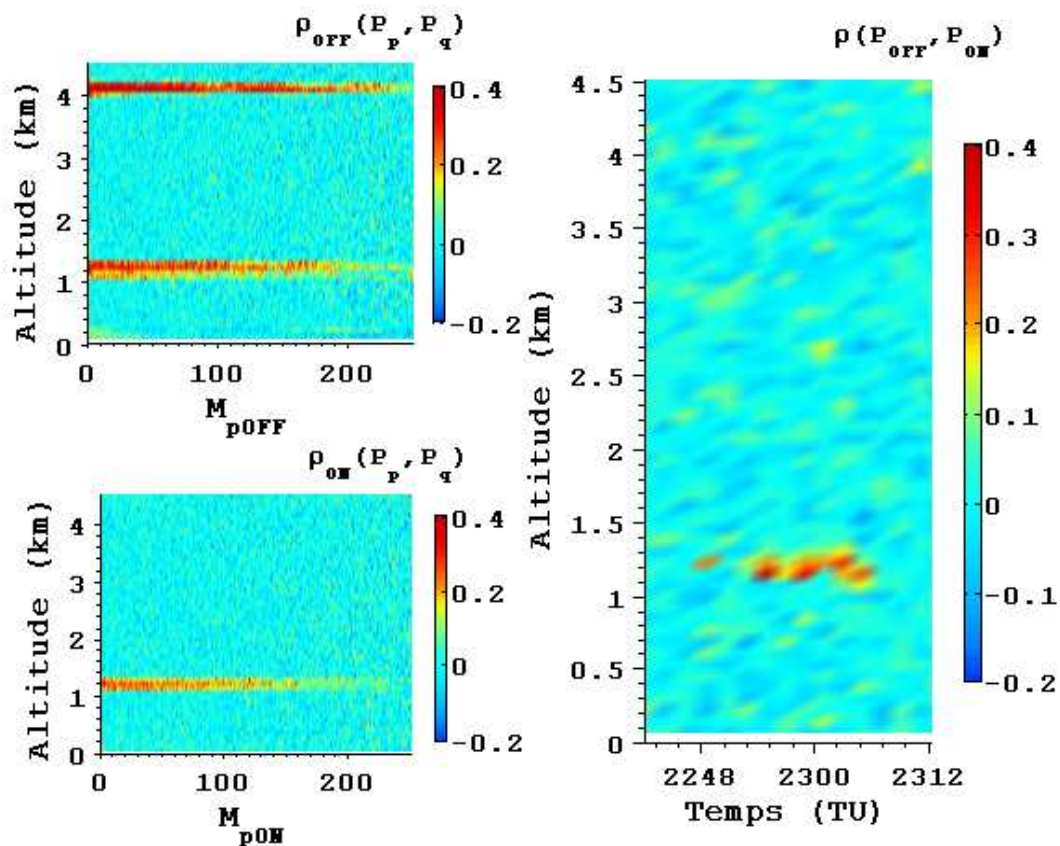 ρOFF(Pp,Pq)
Altitude (km)
4
3
2
1
0
0 100 200
MpOFF
0.4
0.2
0
-0.2
ρON(Pp,Pq)
Altitude (km)
4
3
2
1
0
0 100 200
MpON
0.4
0.2
0
-0.2
ρ(POFF,PON)
Altitude (km)
4.5
4
3.5
3
2.5
2
1.5
1
0.5
0
2248 2300 2312
Temps (TU)
0.4
0.3
0.2
0.1
0
-0.1
-0.2